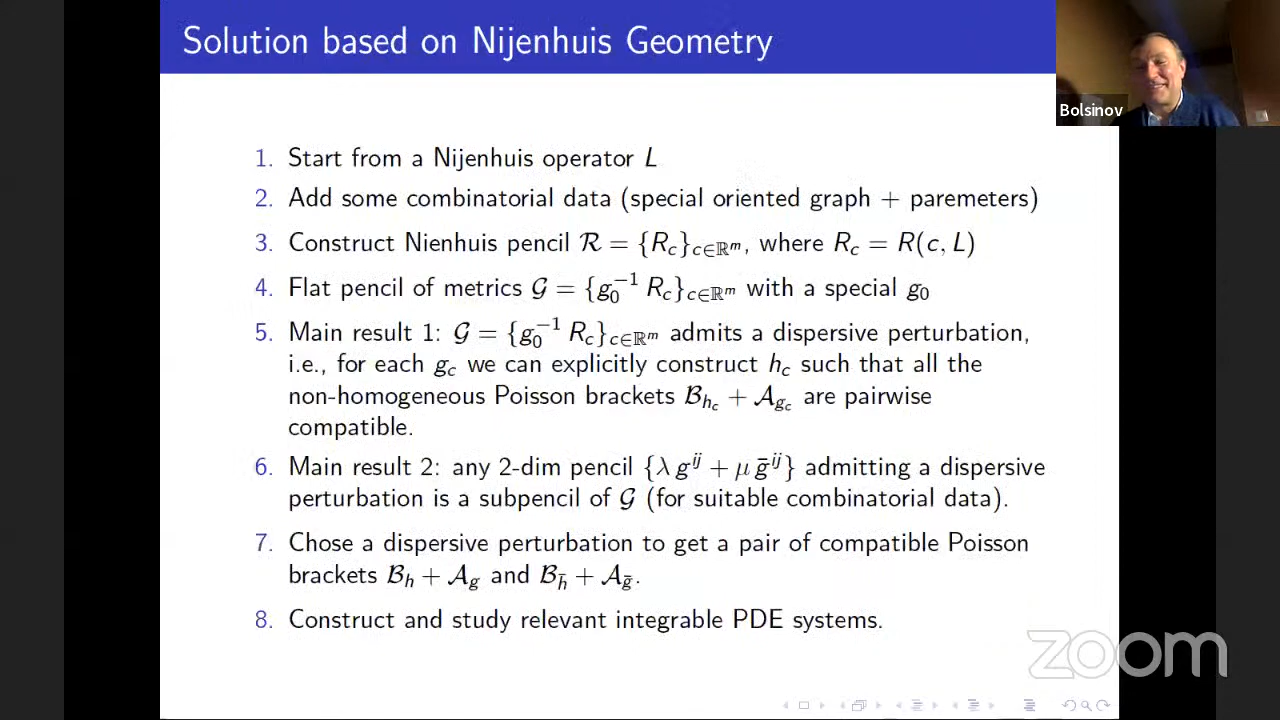 Solution based on Nijenhuis Geometry
Bolsinov
1. Start from a Nijenhuis operator L
2. Add some combinatorial data (special oriented graph + paremeters)
3. Construct Nienhuis pencil ℛ = {R_c}_{c∈ℝ^m}, where R_c = R(c, L)
4. Flat pencil of metrics 𝒢 = {g_0^{-1} R_c}_{c∈ℝ^m} with a special g_0
5. Main result 1: 𝒢 = {g_0^{-1} R_c}_{c∈ℝ^m} admits a dispersive perturbation,
i.e., for each g_c we can explicitly construct h_c such that all the
non-homogeneous Poisson brackets ℬ_{h_c} + 𝒜_{g_c} are pairwise
compatible.
6. Main result 2: any 2-dim pencil {λ g^{ij} + μ ḡ^{ij}} admitting a dispersive
perturbation is a subpencil of 𝒢 (for suitable combinatorial data).
7. Chose a dispersive perturbation to get a pair of compatible Poisson
brackets ℬ_h + 𝒜_g and ℬ_{h̄} + 𝒜_{ḡ}.
8. Construct and study relevant integrable PDE systems.
zoom